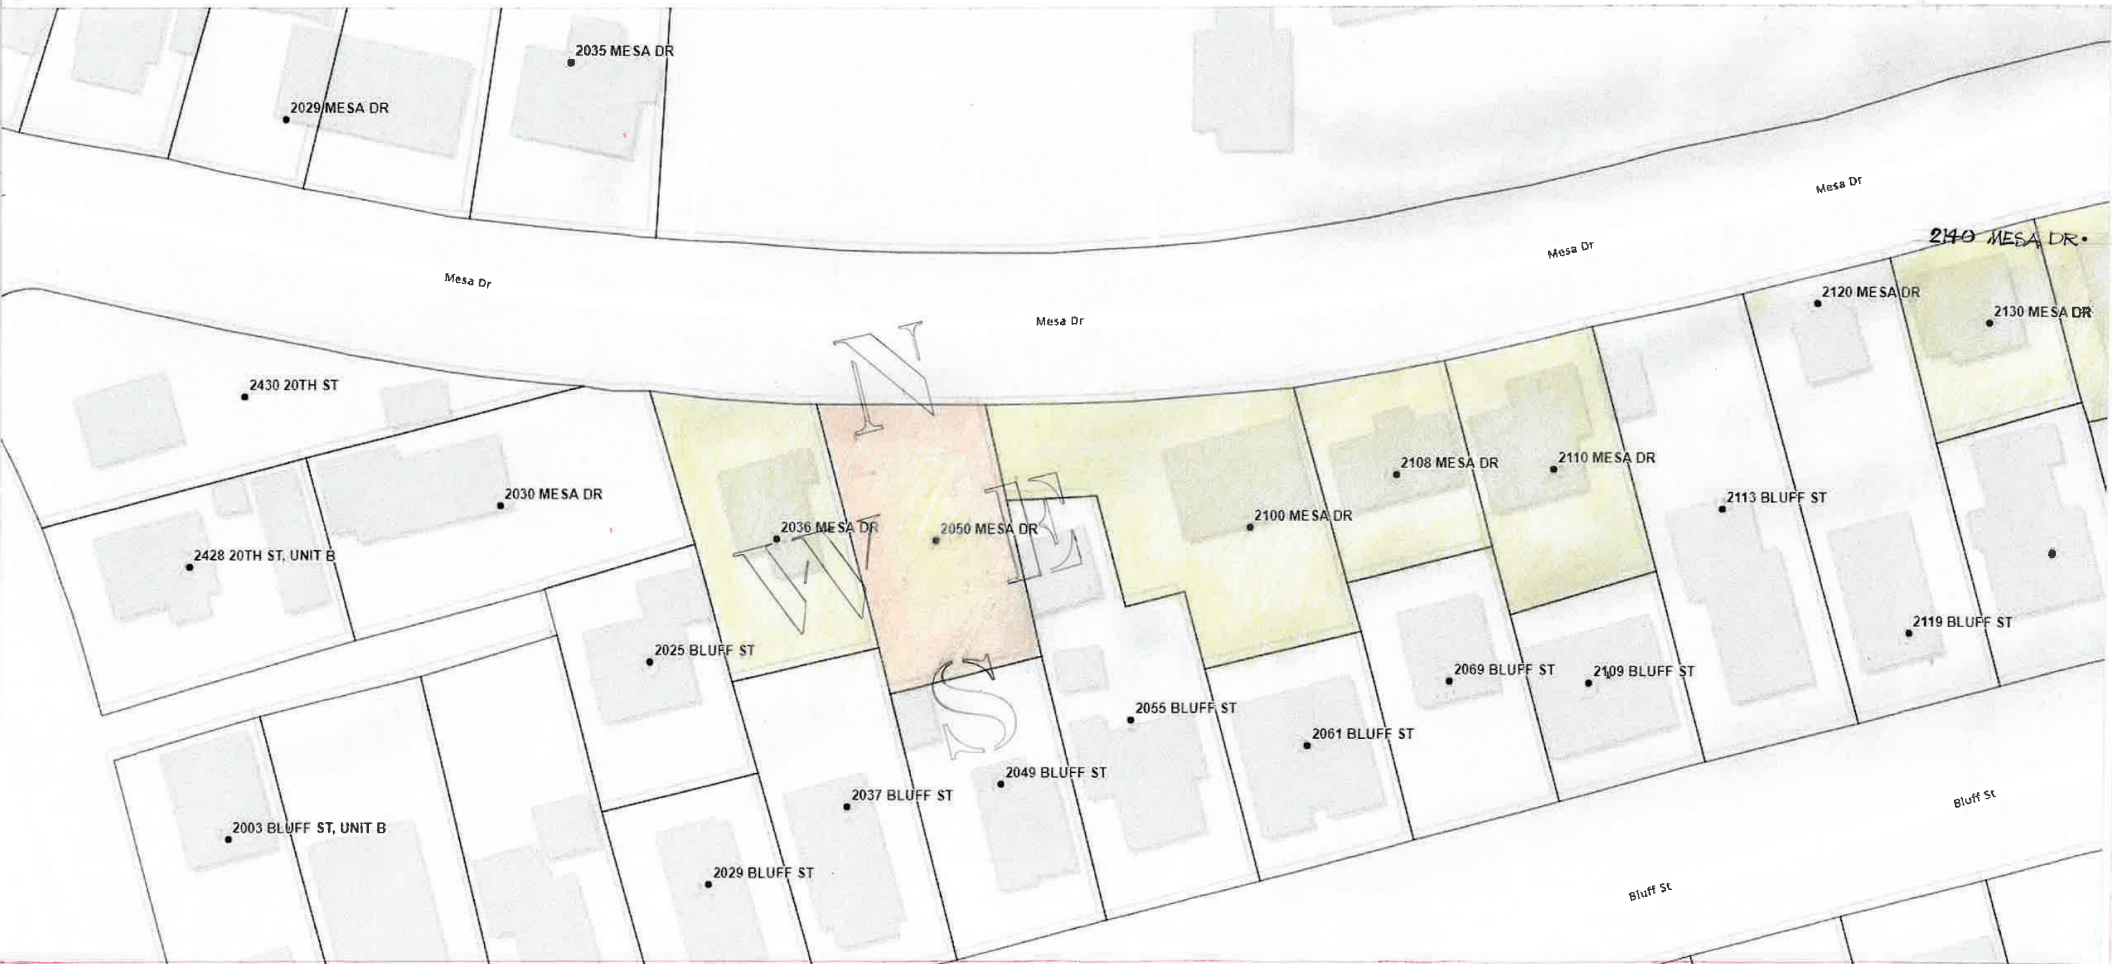 2035 MESA DR
2029 MESA DR
Mesa Dr
2140 MESA DR.
Mesa Dr
Mesa Dr
2120 MESA DR
2130 MESA DR
Mesa Dr
N
2430 20TH ST
2030 MESA DR
2108 MESA DR
2110 MESA DR
2113 BLUFF ST
2036 MESA DR
2050 MESA DR
2100 MESA DR
W
E
2428 20TH ST, UNIT B
2025 BLUFF ST
2119 BLUFF ST
2069 BLUFF ST
2109 BLUFF ST
S
2055 BLUFF ST
2061 BLUFF ST
2049 BLUFF ST
2037 BLUFF ST
Bluff St
2003 BLUFF ST, UNIT B
2029 BLUFF ST
Bluff St